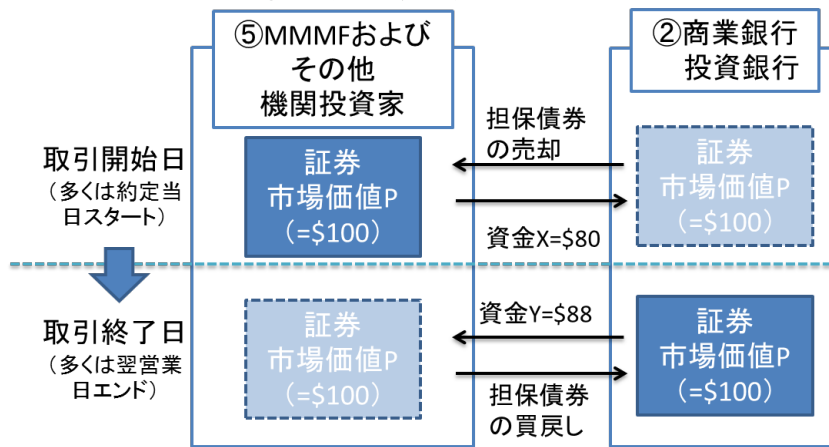 ⑤MMMFおよび
その他
機関投資家
②商業銀行
投資銀行
取引開始日
(多くは約定当
日スタート)
証券
市場価値P
(=$100)
担保債券
の売却
資金X=$80
証券
市場価値P
(=$100)
取引終了日
(多くは翌営業
日エンド)
証券
市場価値P
(=$100)
資金Y=$88
担保債券
の買戻し
証券
市場価値P
(=$100)